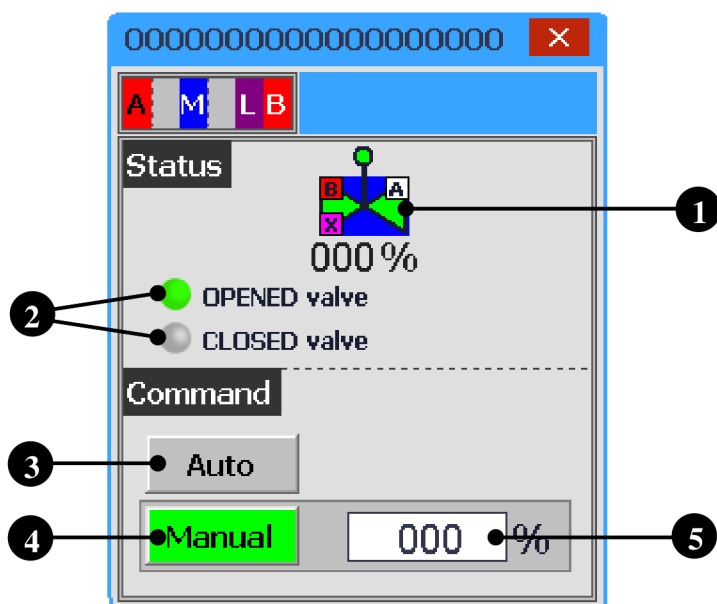 0000000000000000000
A M L B
Status
B A
X
1
000%
2
OPENED valve
CLOSED valve
Command
3
Auto
4
Manual 000 %
5